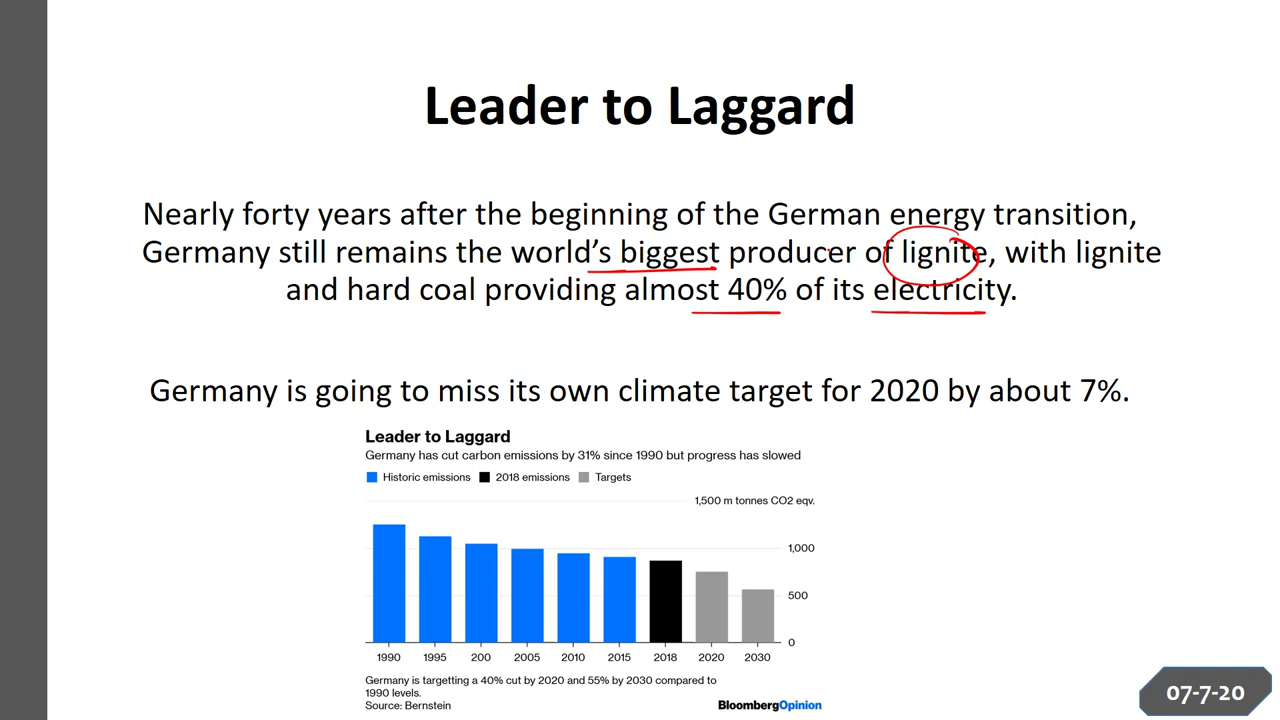 Leader to Laggard
Nearly forty years after the beginning of the German energy transition,
Germany still remains the world's biggest producer of lignite, with lignite
and hard coal providing almost 40% of its electricity.
Germany is going to miss its own climate target for 2020 by about 7%.
Leader to Laggard
Germany has cut carbon emissions by 31% since 1990 but progress has slowed
Historic emissions 2018 emissions Targets
1,500 m tonnes CO2 eqv.
1,000
500
0
1990 1995 200 2005 2010 2015 2018 2020 2030
Germany is targetting a 40% cut by 2020 and 55% by 2030 compared to
1990 levels.
Source: Bernstein
BloombergOpinion
07-7-20